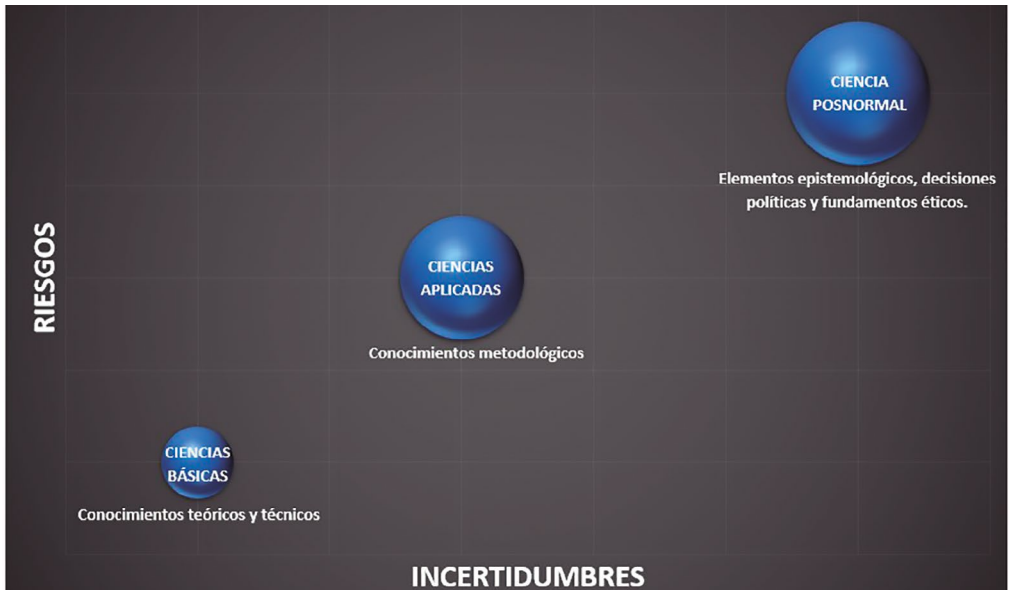 CIENCIA
POSNORMAL
Elementos epistemológicos, decisiones
políticas y fundamentos éticos.
CIENCIAS
APLICADAS
Conocimientos metodológicos
CIENCIAS
BÁSICAS
Conocimientos teóricos y técnicos
RIESGOS
INCERTIDUMBRES